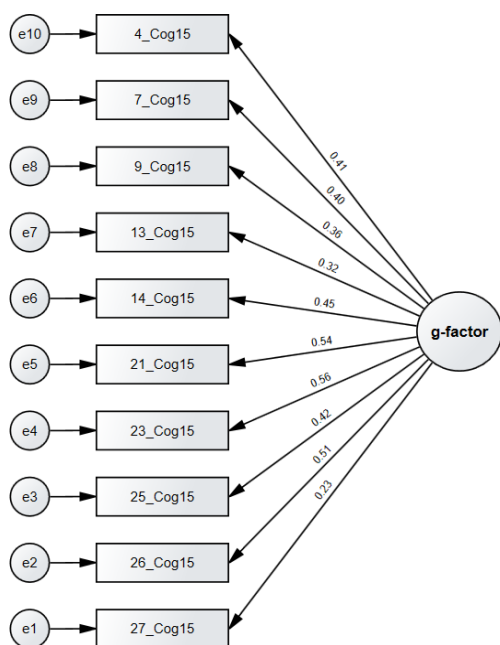 e10 4_Cog15
e9 7_Cog15
e8 9_Cog15
e7 13_Cog15
e6 14_Cog15
e5 21_Cog15
e4 23_Cog15
e3 25_Cog15
e2 26_Cog15
e1 27_Cog15
0.41
0.40
0.36
0.32
0.45
0.54
0.56
0.42
0.51
0.23
g-factor